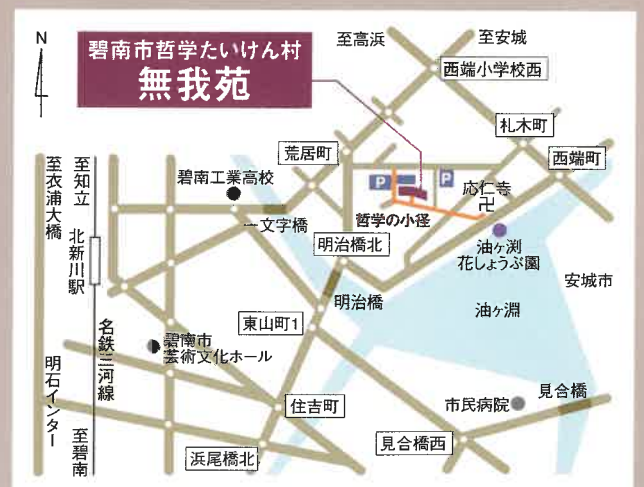 N
碧南市哲学たいけん村
無我苑
至高浜
至安城
西端小学校西
札木町
西端町
荒居町
碧南工業高校
P
P
応仁寺
卍
哲学の小径
一文字橋
明治橋北
油ヶ渕
花しょうぶ園
安城市
油ヶ淵
明治橋
東山町1
至知立
至衣浦大橋
北新川駅
名鉄三河線
碧南市
芸術文化ホール
明石インター
至碧南
住吉町
浜尾橋北
市民病院
見合橋
見合橋西